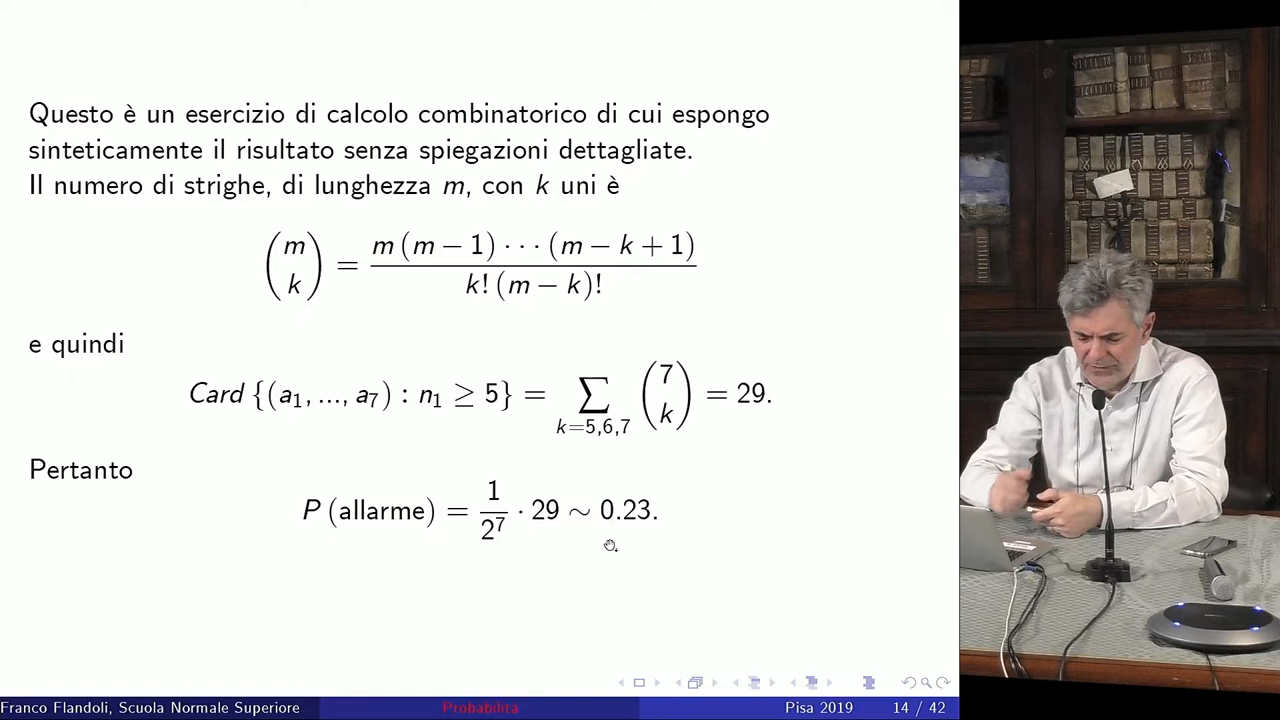 Questo è un esercizio di calcolo combinatorico di cui espongo
sinteticamente il risultato senza spiegazioni dettagliate.
Il numero di strighe, di lunghezza m, con k uni è
(m k) = m (m − 1) · · · (m − k + 1) / k! (m − k)!
e quindi
Card {(a₁, ..., a₇) : n₁ ≥ 5} = ∑ k=5,6,7 (7 k) = 29.
Pertanto
P (allarme) = 1/2⁷ · 29 ∼ 0.23.
Franco Flandoli, Scuola Normale Superiore Probabilità Pisa 2019 14 / 42